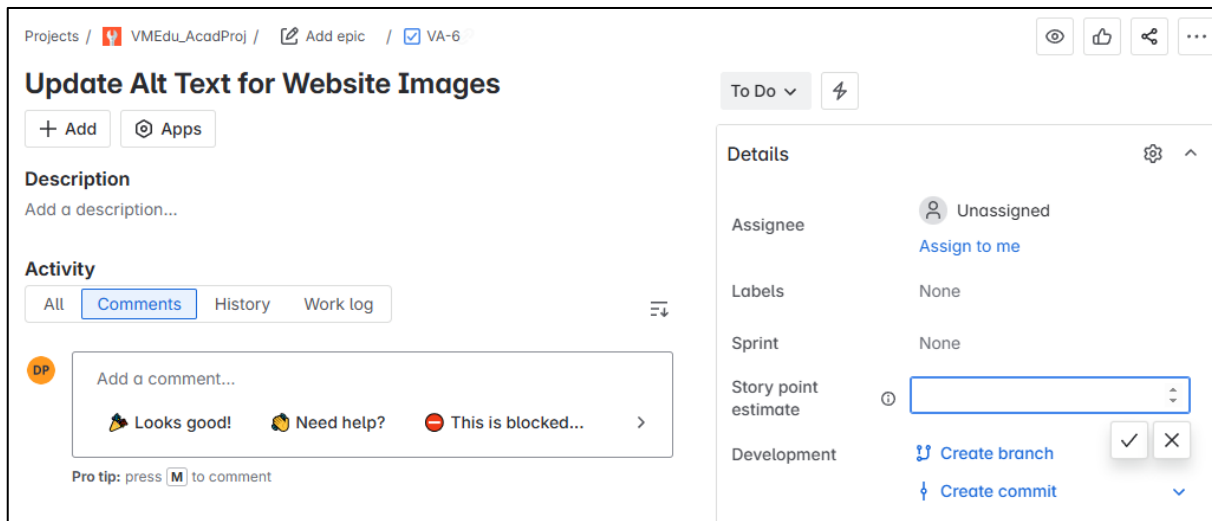 Projects / VMEdu_AcadProj / Add epic / VA-6
Update Alt Text for Website Images
+ Add Apps
Description
Add a description...
Activity
All Comments History Work log
DP
Add a comment...
Looks good! Need help? This is blocked...
Pro tip: press M to comment
To Do
Details
Assignee
Unassigned
Assign to me
Labels None
Sprint None
Story point
estimate
Development Create branch
Create commit